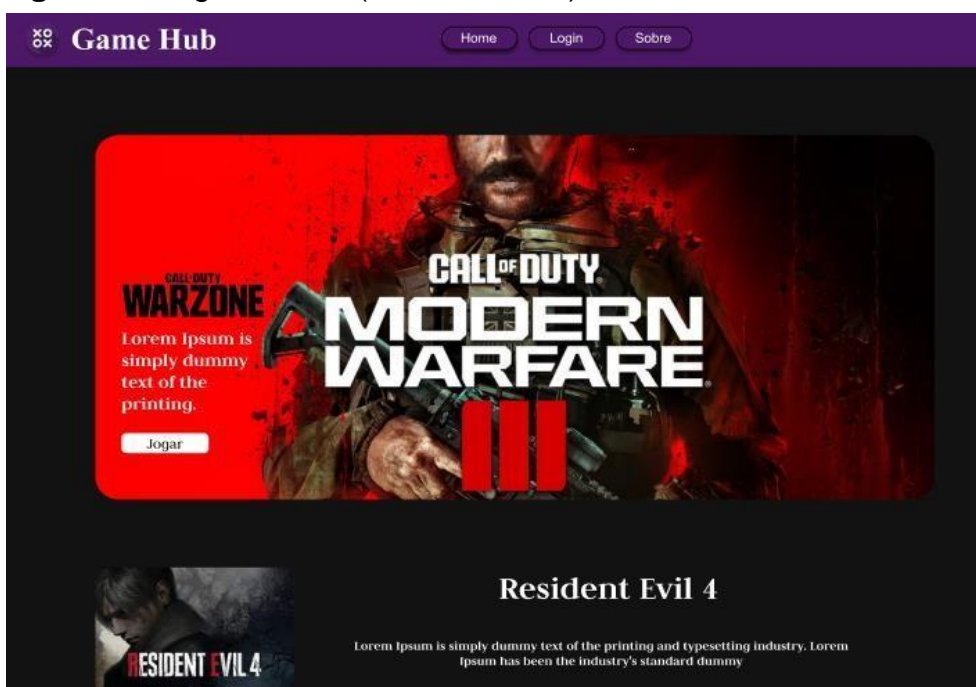 XO
OX
Game Hub
Home
Login
Sobre
CALL OF DUTY
WARZONE
Lorem Ipsum is
simply dummy
text of the
printing.
Jogar
CALL OF DUTY
MODERN
WARFARE
III
RESIDENT EVIL 4
Resident Evil 4
Lorem Ipsum is simply dummy text of the printing and typesetting industry. Lorem
Ipsum has been the industry's standard dummy